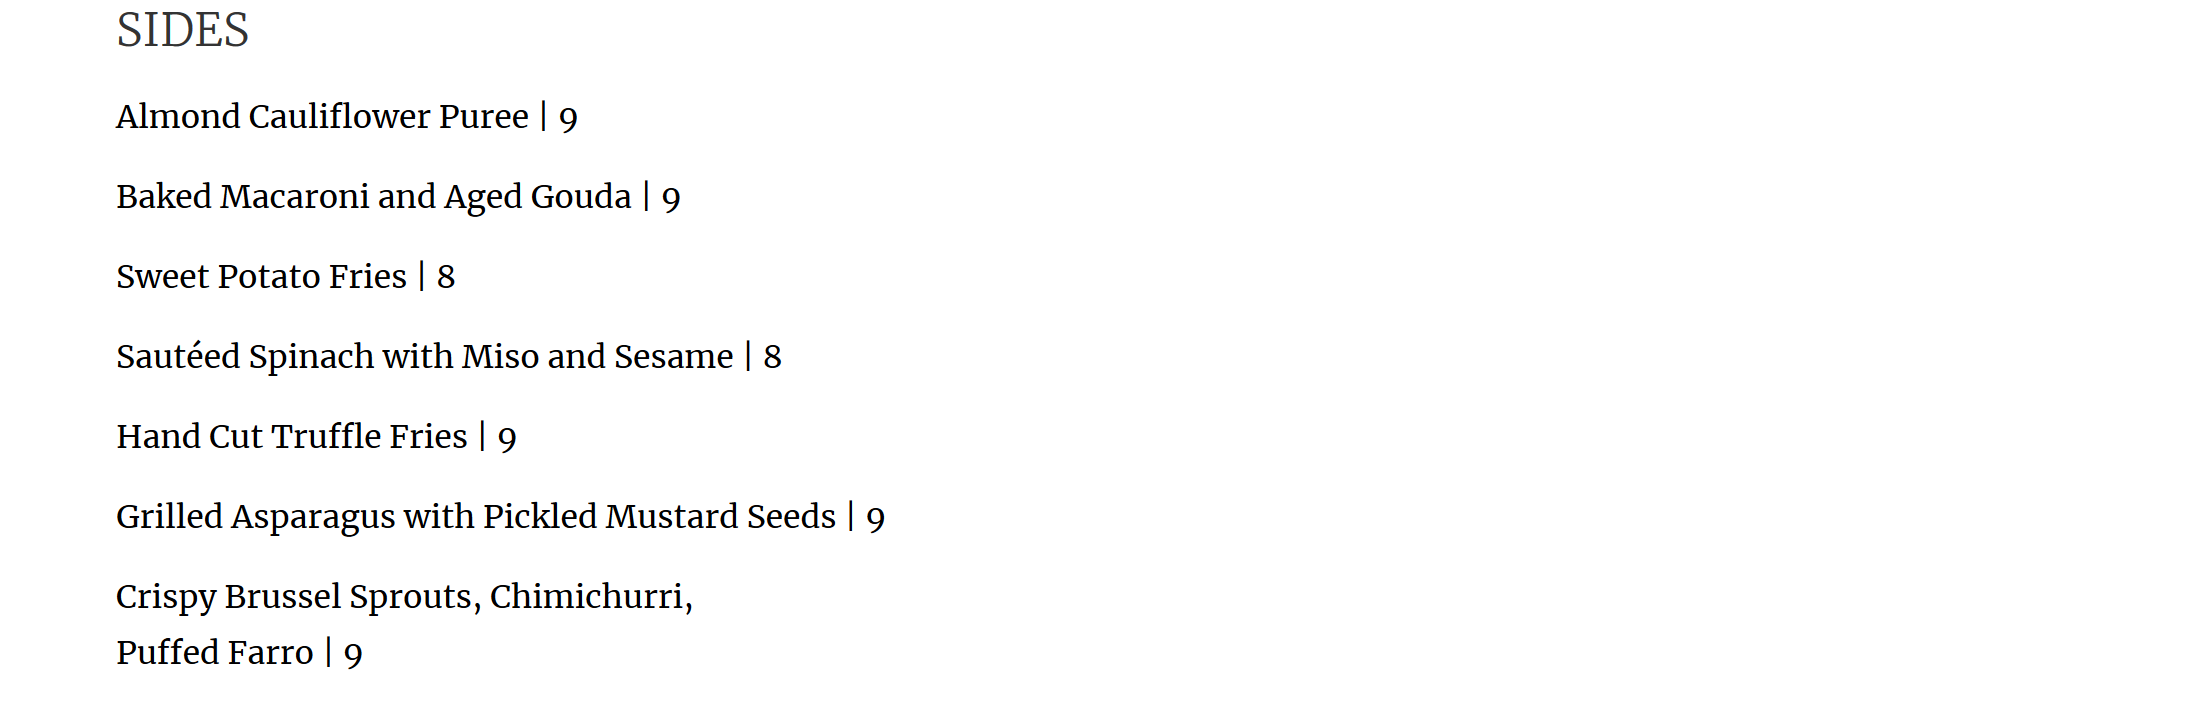 SIDES
Almond Cauliflower Puree | 9
Baked Macaroni and Aged Gouda | 9
Sweet Potato Fries | 8
Sautéed Spinach with Miso and Sesame | 8
Hand Cut Truffle Fries | 9
Grilled Asparagus with Pickled Mustard Seeds | 9
Crispy Brussel Sprouts, Chimichurri,
Puffed Farro | 9